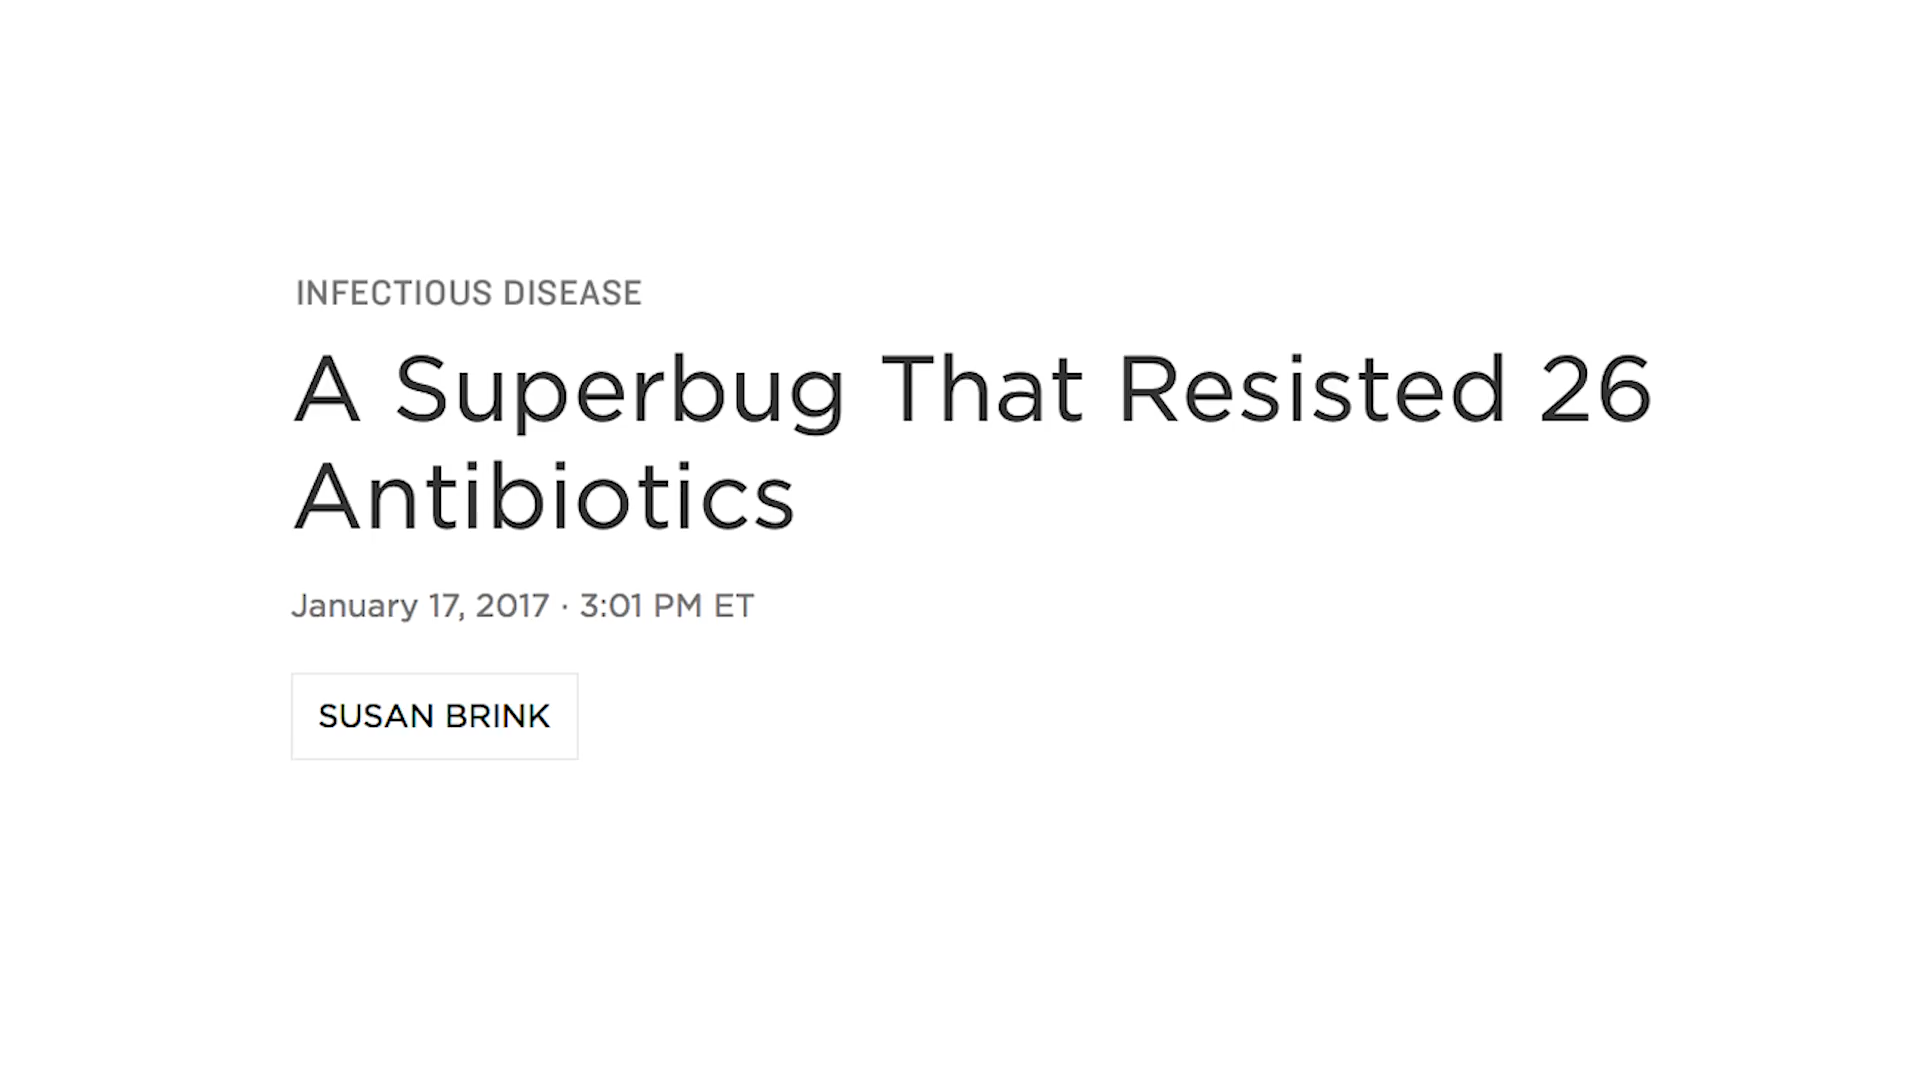 INFECTIOUS DISEASE
A Superbug That Resisted 26
Antibiotics
January 17, 2017 · 3:01 PM ET
SUSAN BRINK